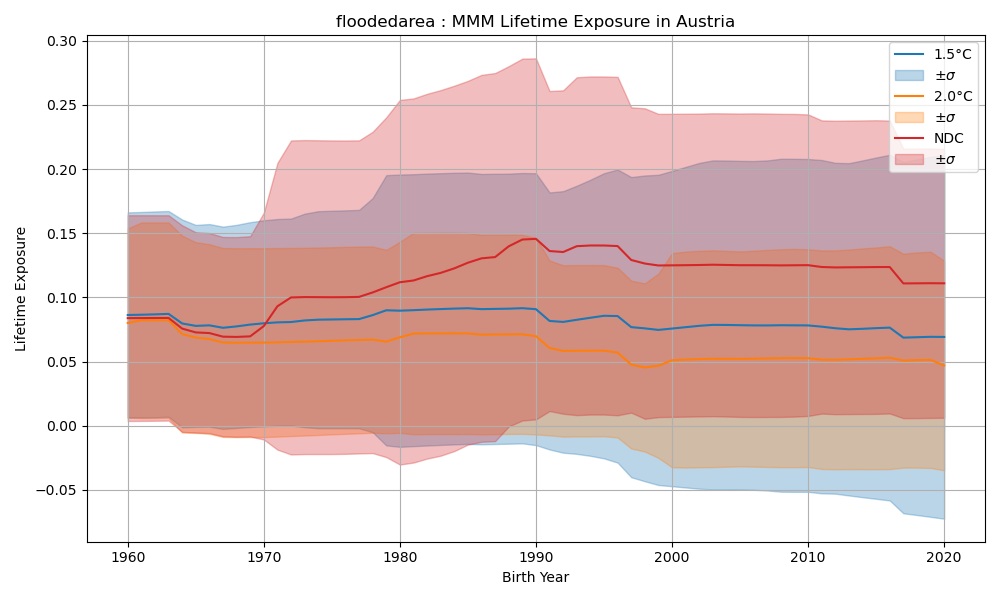 floodedarea : MMM Lifetime Exposure in Austria
0.30
0.25
0.20
0.15
0.10
0.05
0.00
−0.05
Lifetime Exposure
1.5°C
±σ
2.0°C
±σ
NDC
±σ
1960
1970
1980
1990
2000
2010
2020
Birth Year